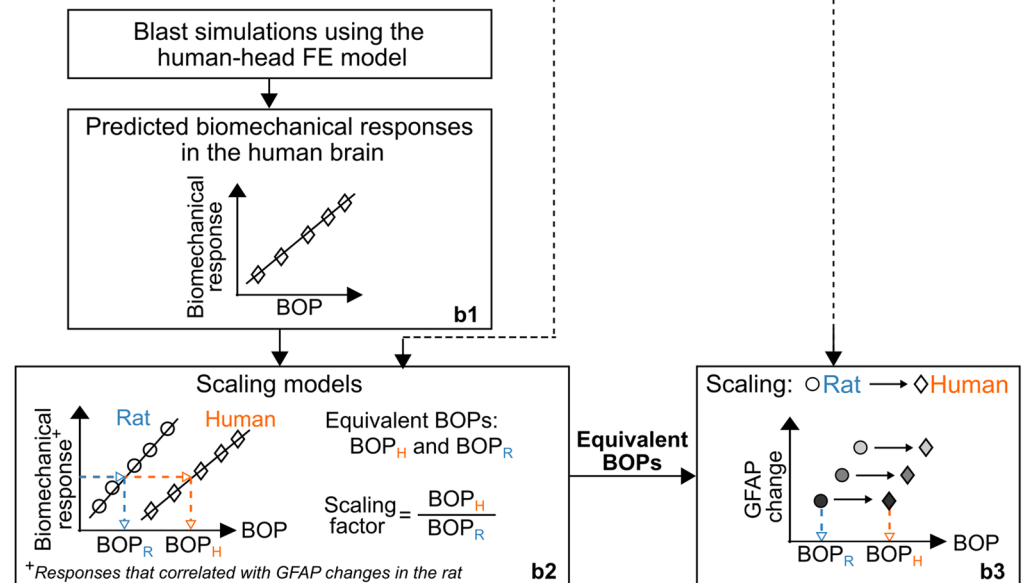 Blast simulations using the
human-head FE model
Predicted biomechanical responses
in the human brain
Biomechanical
response
BOP
b1
Scaling models
Biomechanical
response+
Rat
Human
BOPR
BOPH
BOP
Equivalent BOPs:
BOPH and BOPR
Scaling
factor
=
BOPH
BOPR
+Responses that correlated with GFAP changes in the rat
b2
Equivalent
BOPs
Scaling: Rat Human
GFAP
change
BOPR
BOPH
BOP
b3